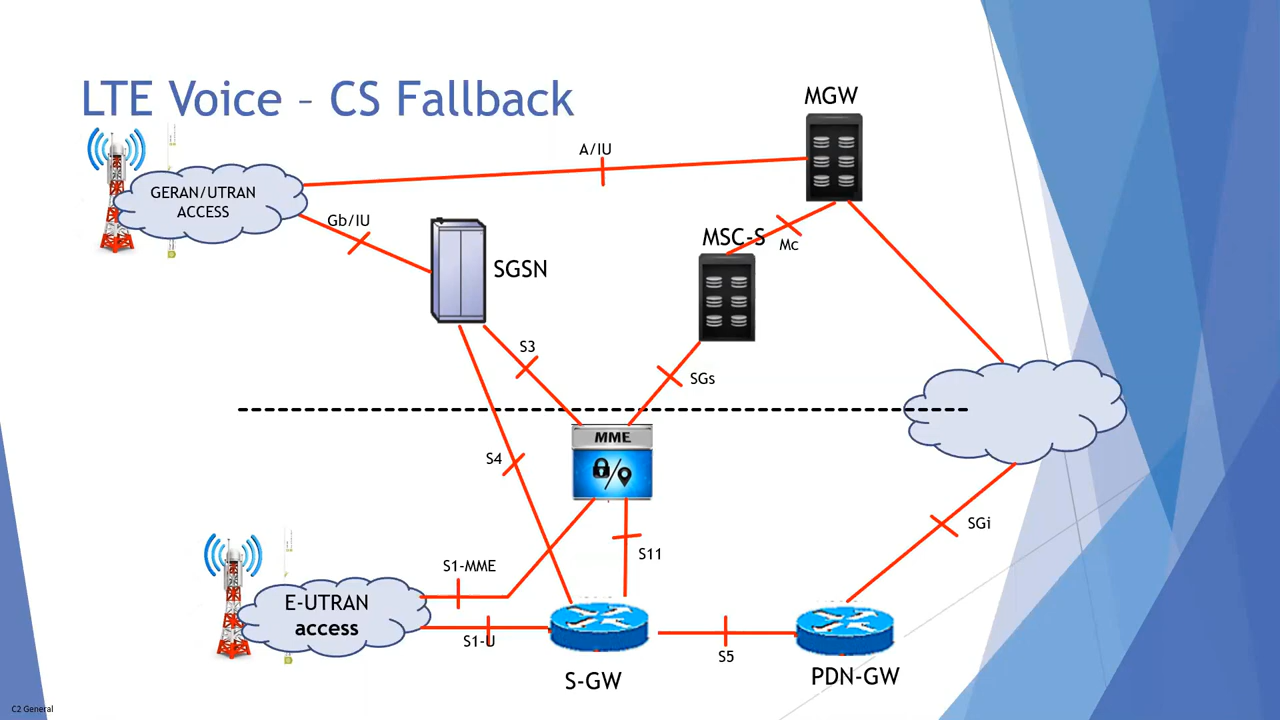 LTE Voice – CS Fallback
MGW
A/IU
GERAN/UTRAN
ACCESS
Gb/IU
MSC-S
Mc
SGSN
S3
SGs
MME
S4
SGi
S11
S1-MME
E-UTRAN
access
S1-U
S5
S-GW
PDN-GW
C2 General